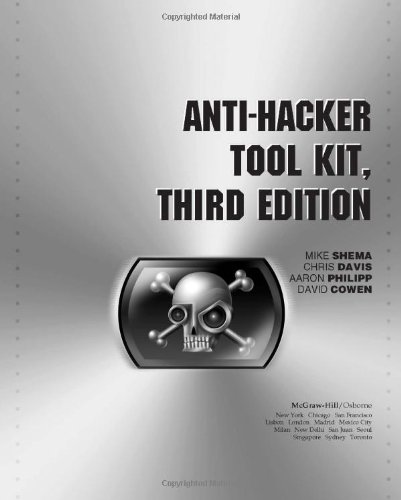 Copyrighted Material
ANTI-HACKER
TOOL KIT,
THIRD EDITION
MIKE SHEMA
CHRIS DAVIS
AARON PHILIPP
DAVID COWEN
McGraw-Hill/Osborne
New York Chicago San Francisco
Lisbon London Madrid Mexico City
Milan New Delhi San Juan Seoul
Singapore Sydney Toronto
Copyrighted Material